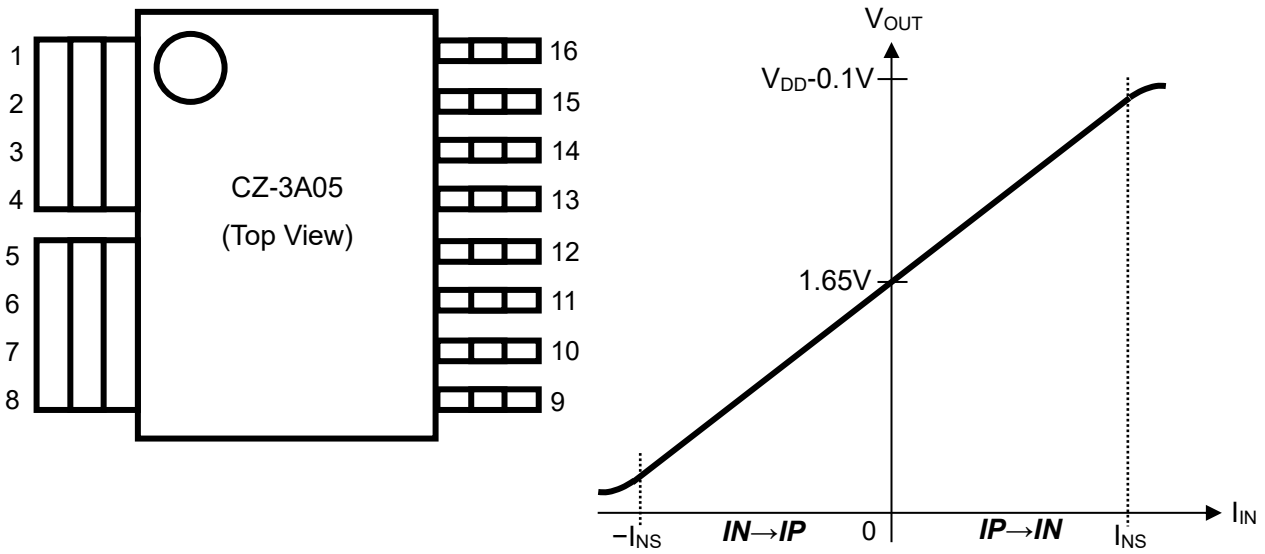 1
2
3
4
5
6
7
8
CZ-3A05
(Top View)
16
15
14
13
12
11
10
9
VOUT
VDD-0.1V
1.65V
−INS
IN→IP
0
IP→IN
INS
IIN